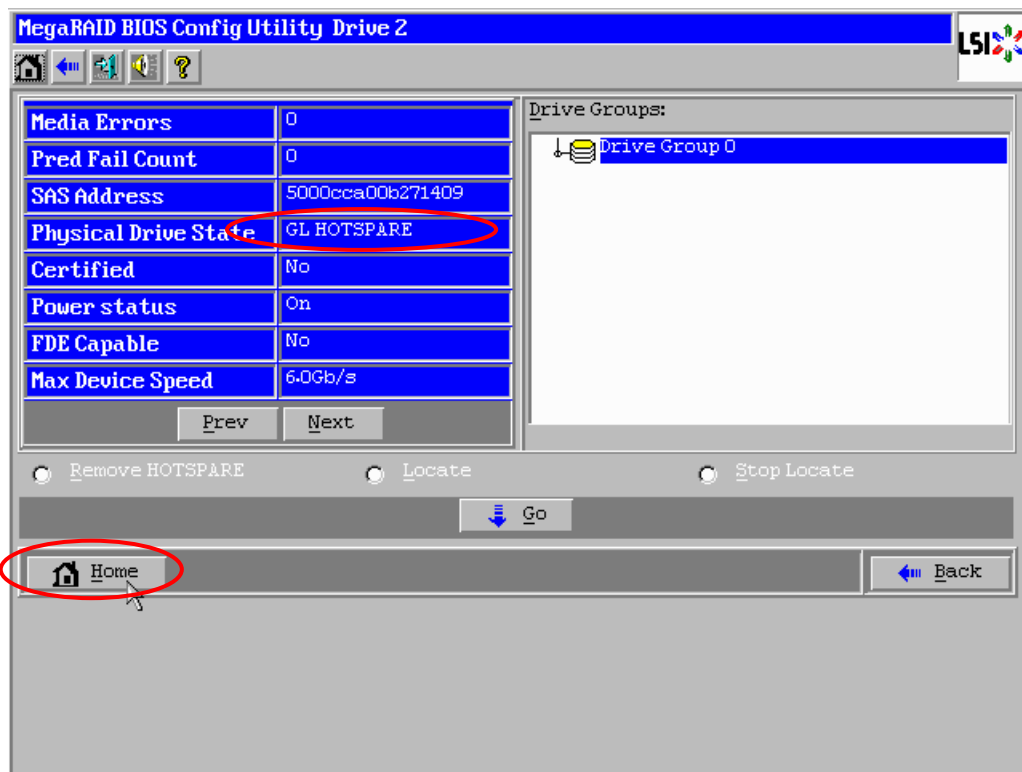 MegaRAID BIOS Config Utility Drive 2
LSI
Media Errors 0
Pred Fail Count 0
SAS Address 5000cca00b271409
Physical Drive State GL HOTSPARE
Certified No
Power status On
FDE Capable No
Max Device Speed 6.0Gb/s
Prev Next
Drive Groups:
Drive Group 0
Remove HOTSPARE Locate Stop Locate
Go
Home Back